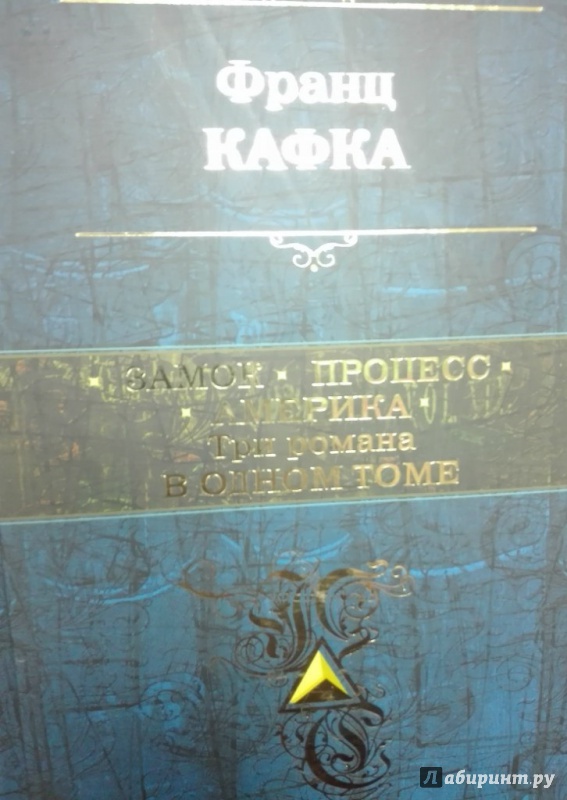 Франц
КАФКА
· ЗАМОК · ПРОЦЕСС ·
· АМЕРИКА ·
Три романа
В ОДНОМ ТОМЕ
Лабиринт.ру